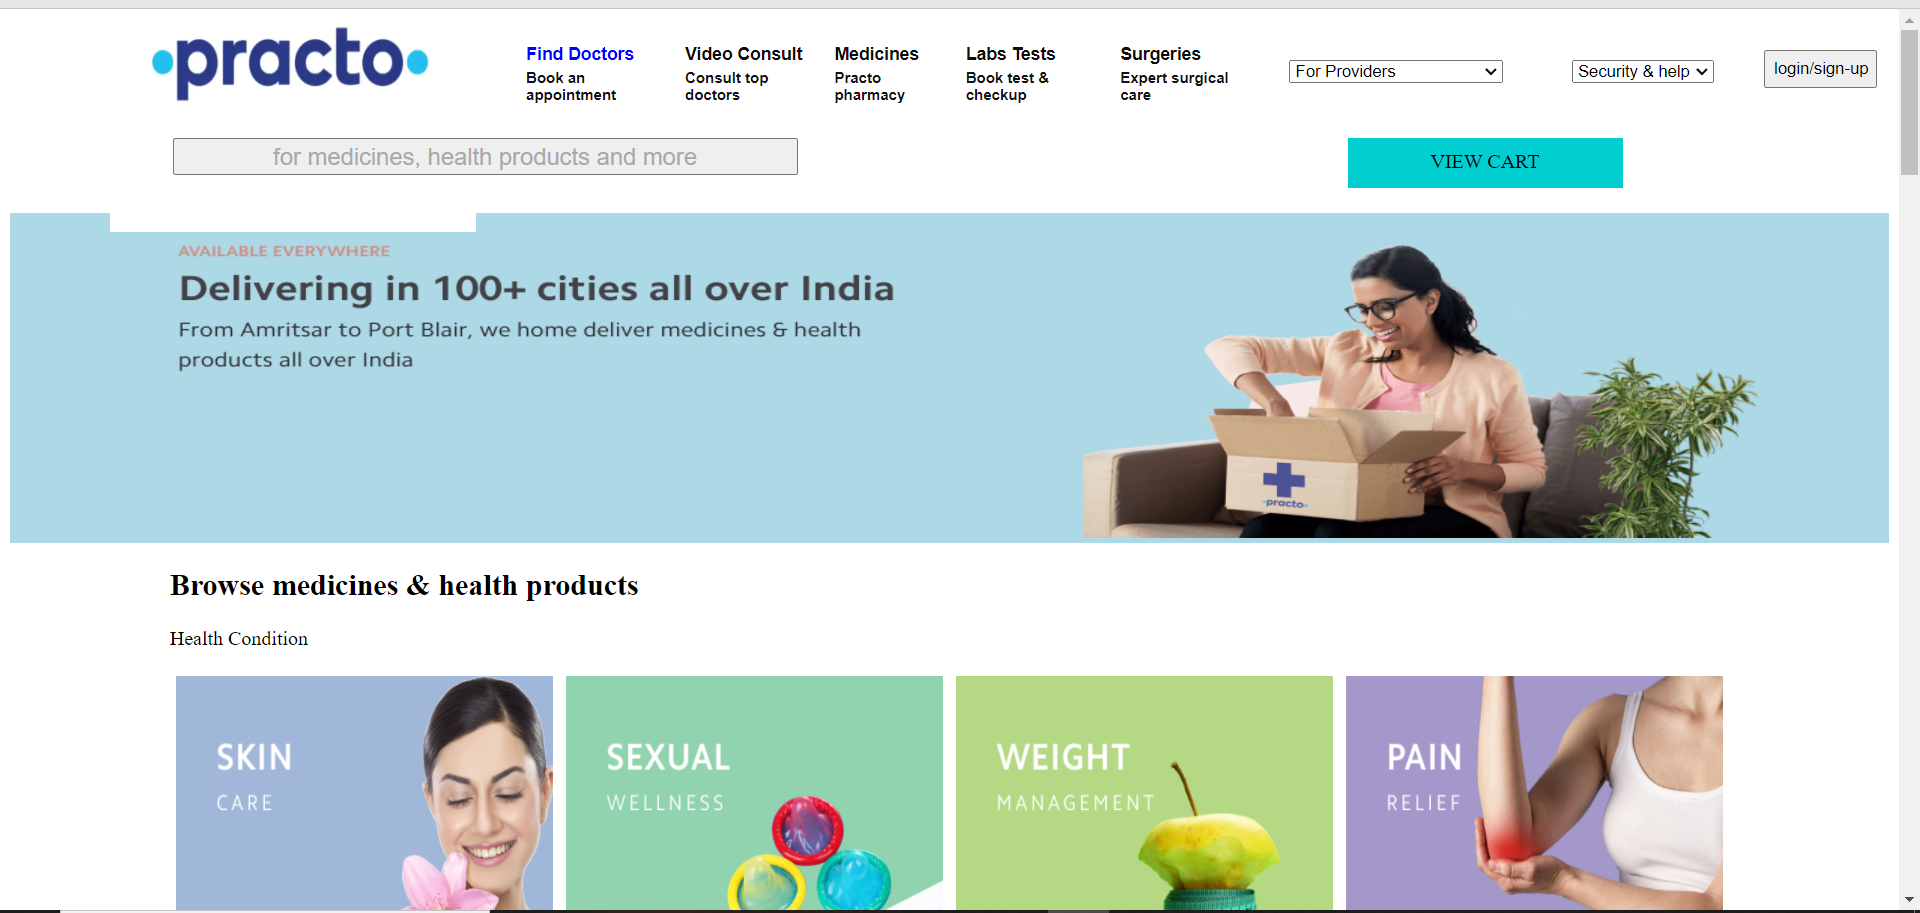 practo
Find Doctors
Book an
appointment
Video Consult
Consult top
doctors
Medicines
Practo
pharmacy
Labs Tests
Book test &
checkup
Surgeries
Expert surgical
care
For Providers
Security & help
login/sign-up
for medicines, health products and more
VIEW CART
AVAILABLE EVERYWHERE
Delivering in 100+ cities all over India
From Amritsar to Port Blair, we home deliver medicines & health
products all over India
practo
Browse medicines & health products
Health Condition
SKIN
CARE
SEXUAL
WELLNESS
WEIGHT
MANAGEMENT
PAIN
RELIEF